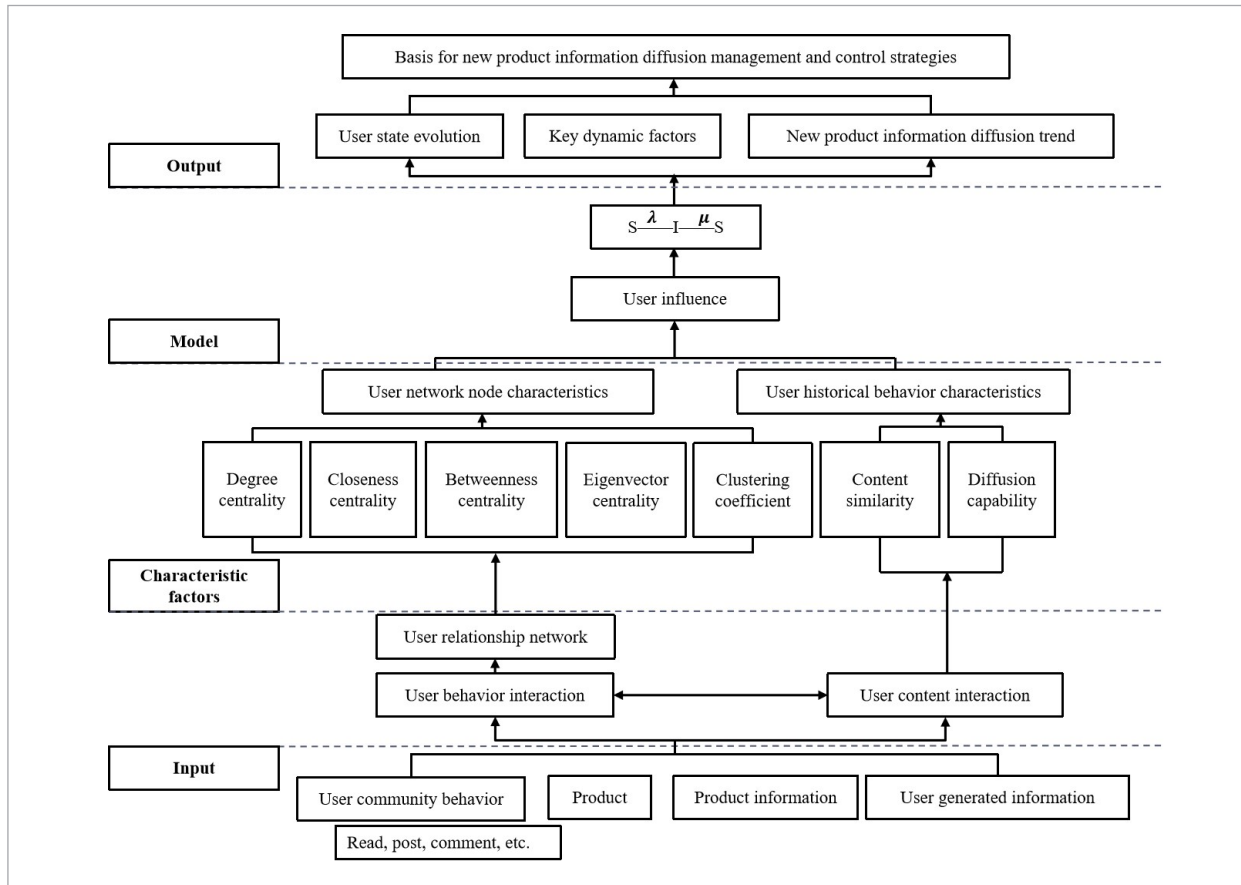 Basis for new product information diffusion management and control strategies
User state evolution
Key dynamic factors
New product information diffusion trend
Output
S λ I μ S
User influence
Model
User network node characteristics
User historical behavior characteristics
Degree
centrality
Closeness
centrality
Betweenness
centrality
Eigenvector
centrality
Clustering
coefficient
Content
similarity
Diffusion
capability
Characteristic
factors
User relationship network
User behavior interaction
User content interaction
Input
User community behavior
Product
Product information
User generated information
Read, post, comment, etc.